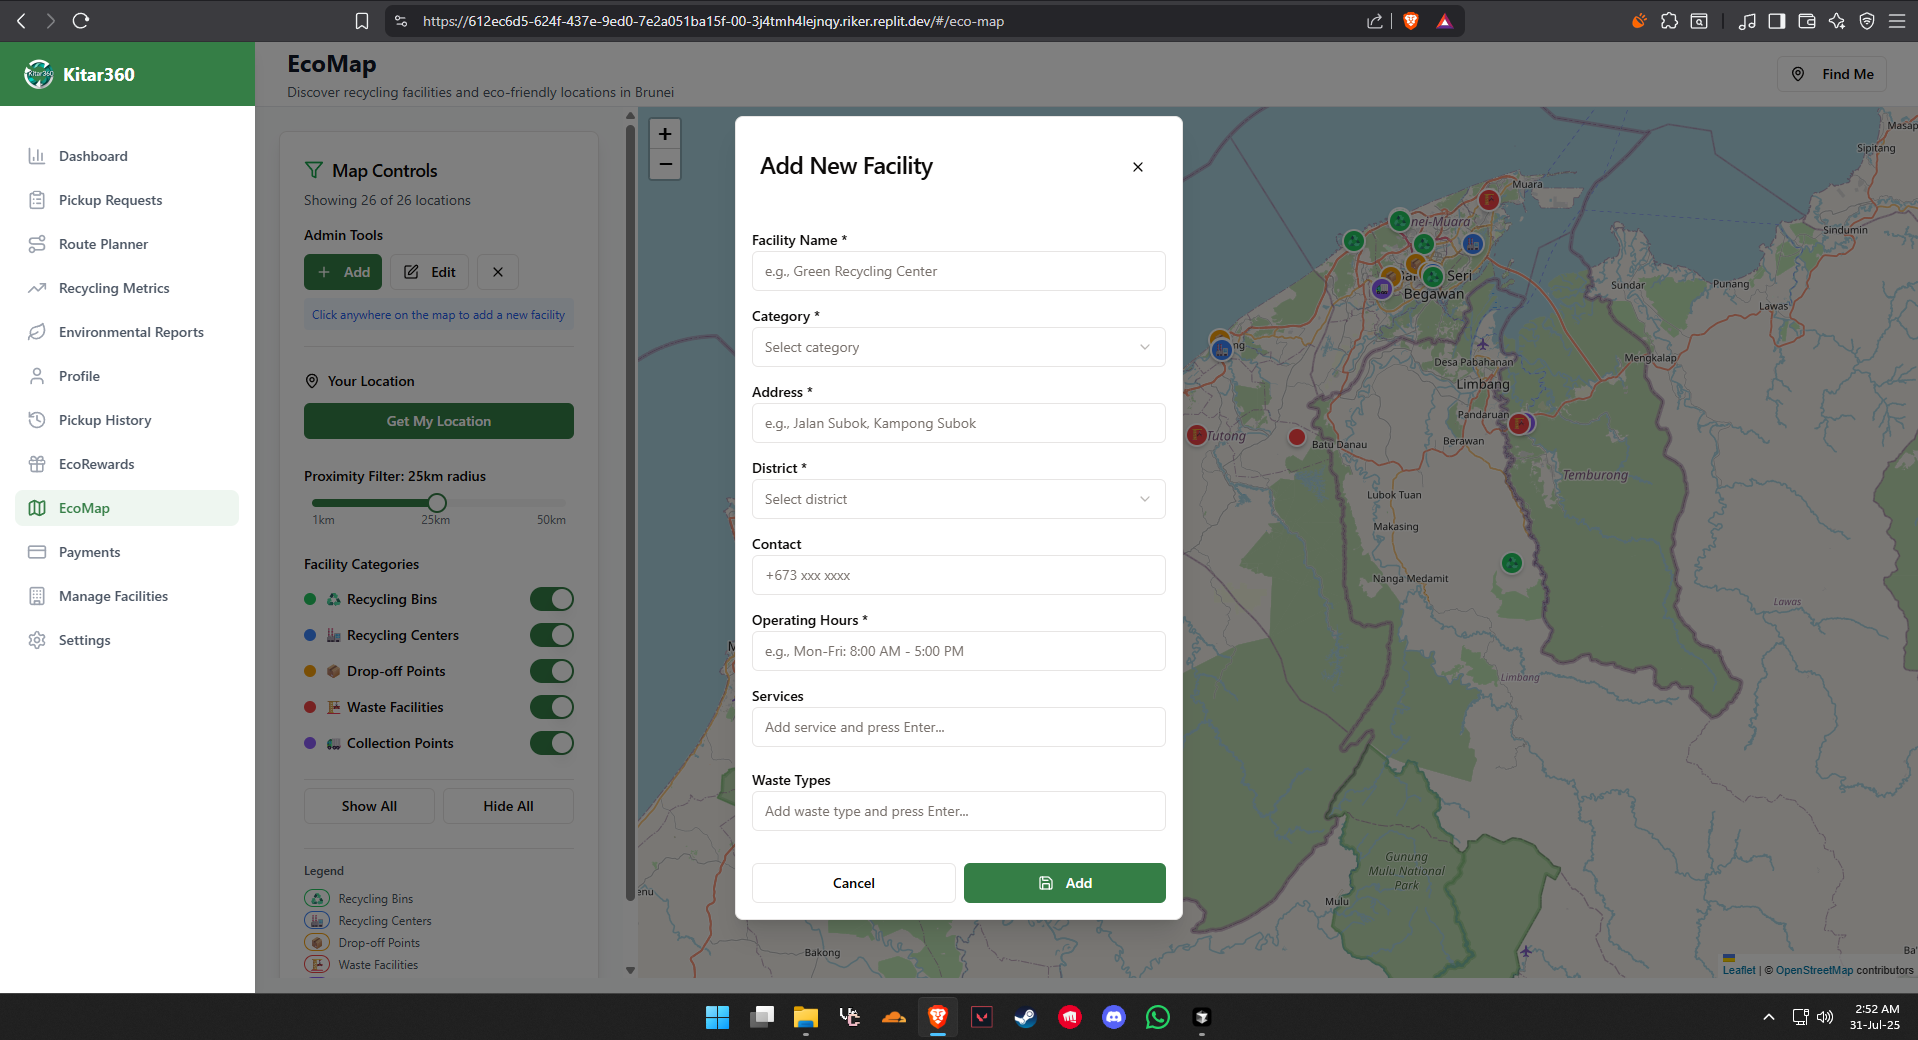 https://612ec6d5-624f-437e-9ed0-7e2a051ba15f-00-3j4tmh4lejnqy.riker.replit.dev/#/eco-map
Kitar360
Kitar360
Dashboard
Pickup Requests
Route Planner
Recycling Metrics
Environmental Reports
Profile
Pickup History
EcoRewards
EcoMap
Payments
Manage Facilities
Settings
EcoMap
Discover recycling facilities and eco-friendly locations in Brunei
Find Me
Map Controls
Showing 26 of 26 locations
Admin Tools
Add
Edit
Click anywhere on the map to add a new facility
Your Location
Get My Location
Proximity Filter: 25km radius
1km
25km
50km
Facility Categories
Recycling Bins
Recycling Centers
Drop-off Points
Waste Facilities
Collection Points
Show All
Hide All
Legend
Recycling Bins
Recycling Centers
Drop-off Points
Waste Facilities
+
−
Add New Facility
Facility Name *
e.g., Green Recycling Center
Category *
Select category
Address *
e.g., Jalan Subok, Kampong Subok
District *
Select district
Contact
+673 xxx xxxx
Operating Hours *
e.g., Mon-Fri: 8:00 AM - 5:00 PM
Services
Add service and press Enter...
Waste Types
Add waste type and press Enter...
Cancel
Add
Masap
Sipitang
Muara
nei-Muara
Sindumin
Seri
Begawan
Sundar
Punang
Lawas
ng
Desa Pabahanan
Mengkalap
Limbang
Pandaruan
Tutong
Batu Danau
Berawan
Temburong
Lubok Tuan
Makasing
Nanga Medamit
Lawas
Limbang
Gunung
Mulu National
Park
Mulu
enu
Bakong
Ba'
Leaflet | © OpenStreetMap contributors
2:52 AM
31-Jul-25